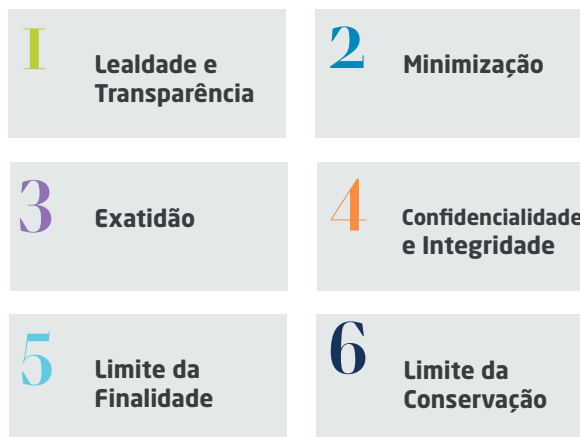 1
Lealdade e
Transparência
2
Minimização
3
Exatidão
4
Confidencialidade
e Integridade
5
Limite da
Finalidade
6
Limite da
Conservação